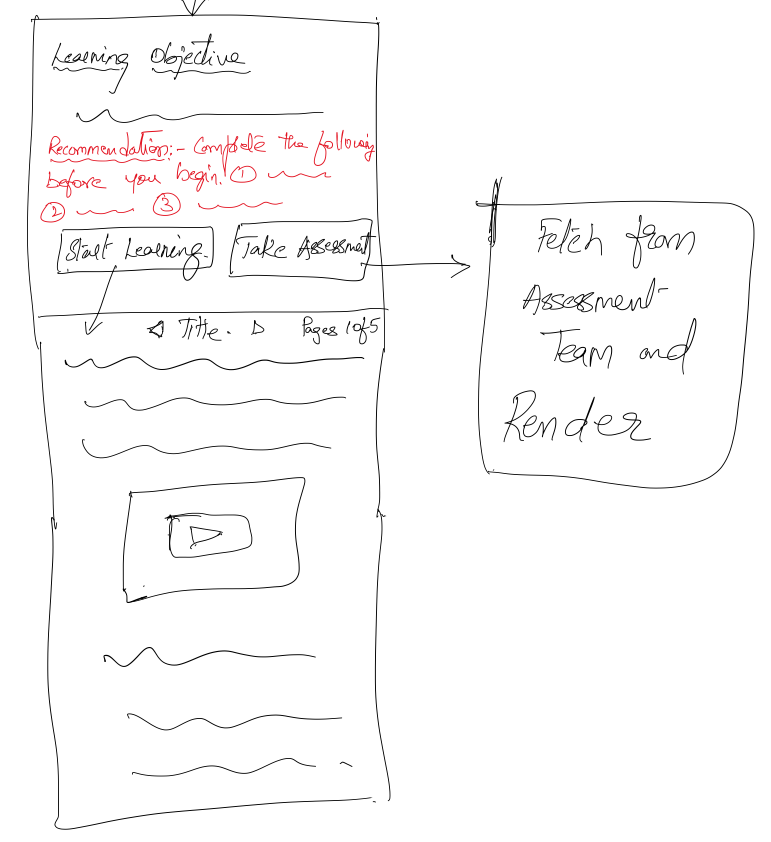 Learning Objective
Recommendation:- Complete the following
before you begin. ①
② ③
Start Learning.
Take Assessment
Title. Pages 1 of 5
Fetch from
Assessment
Team and
Render